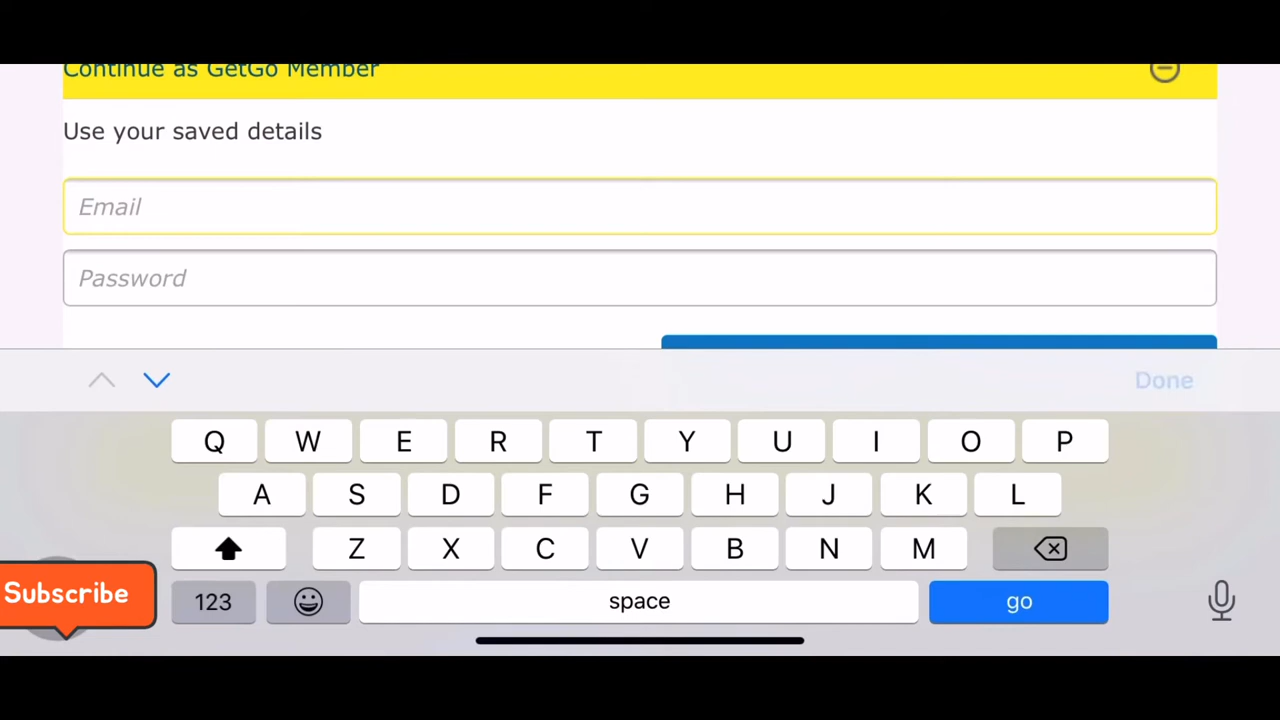 Continue as GetGo Member
Use your saved details
Email
Password
Done
Q W E R T Y U I O P
A S D F G H J K L
Z X C V B N M
Subscribe
123 space go